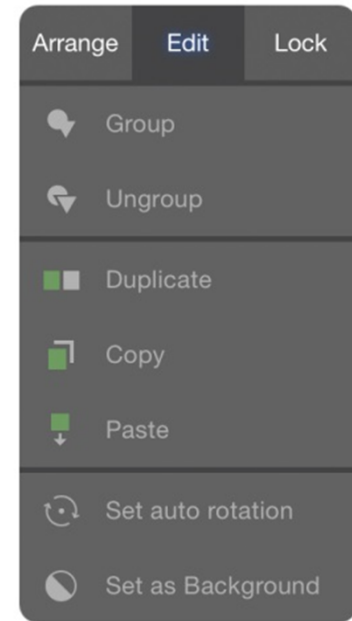 Arrange Edit Lock
Group
Ungroup
Duplicate
Copy
Paste
Set auto rotation
Set as Background